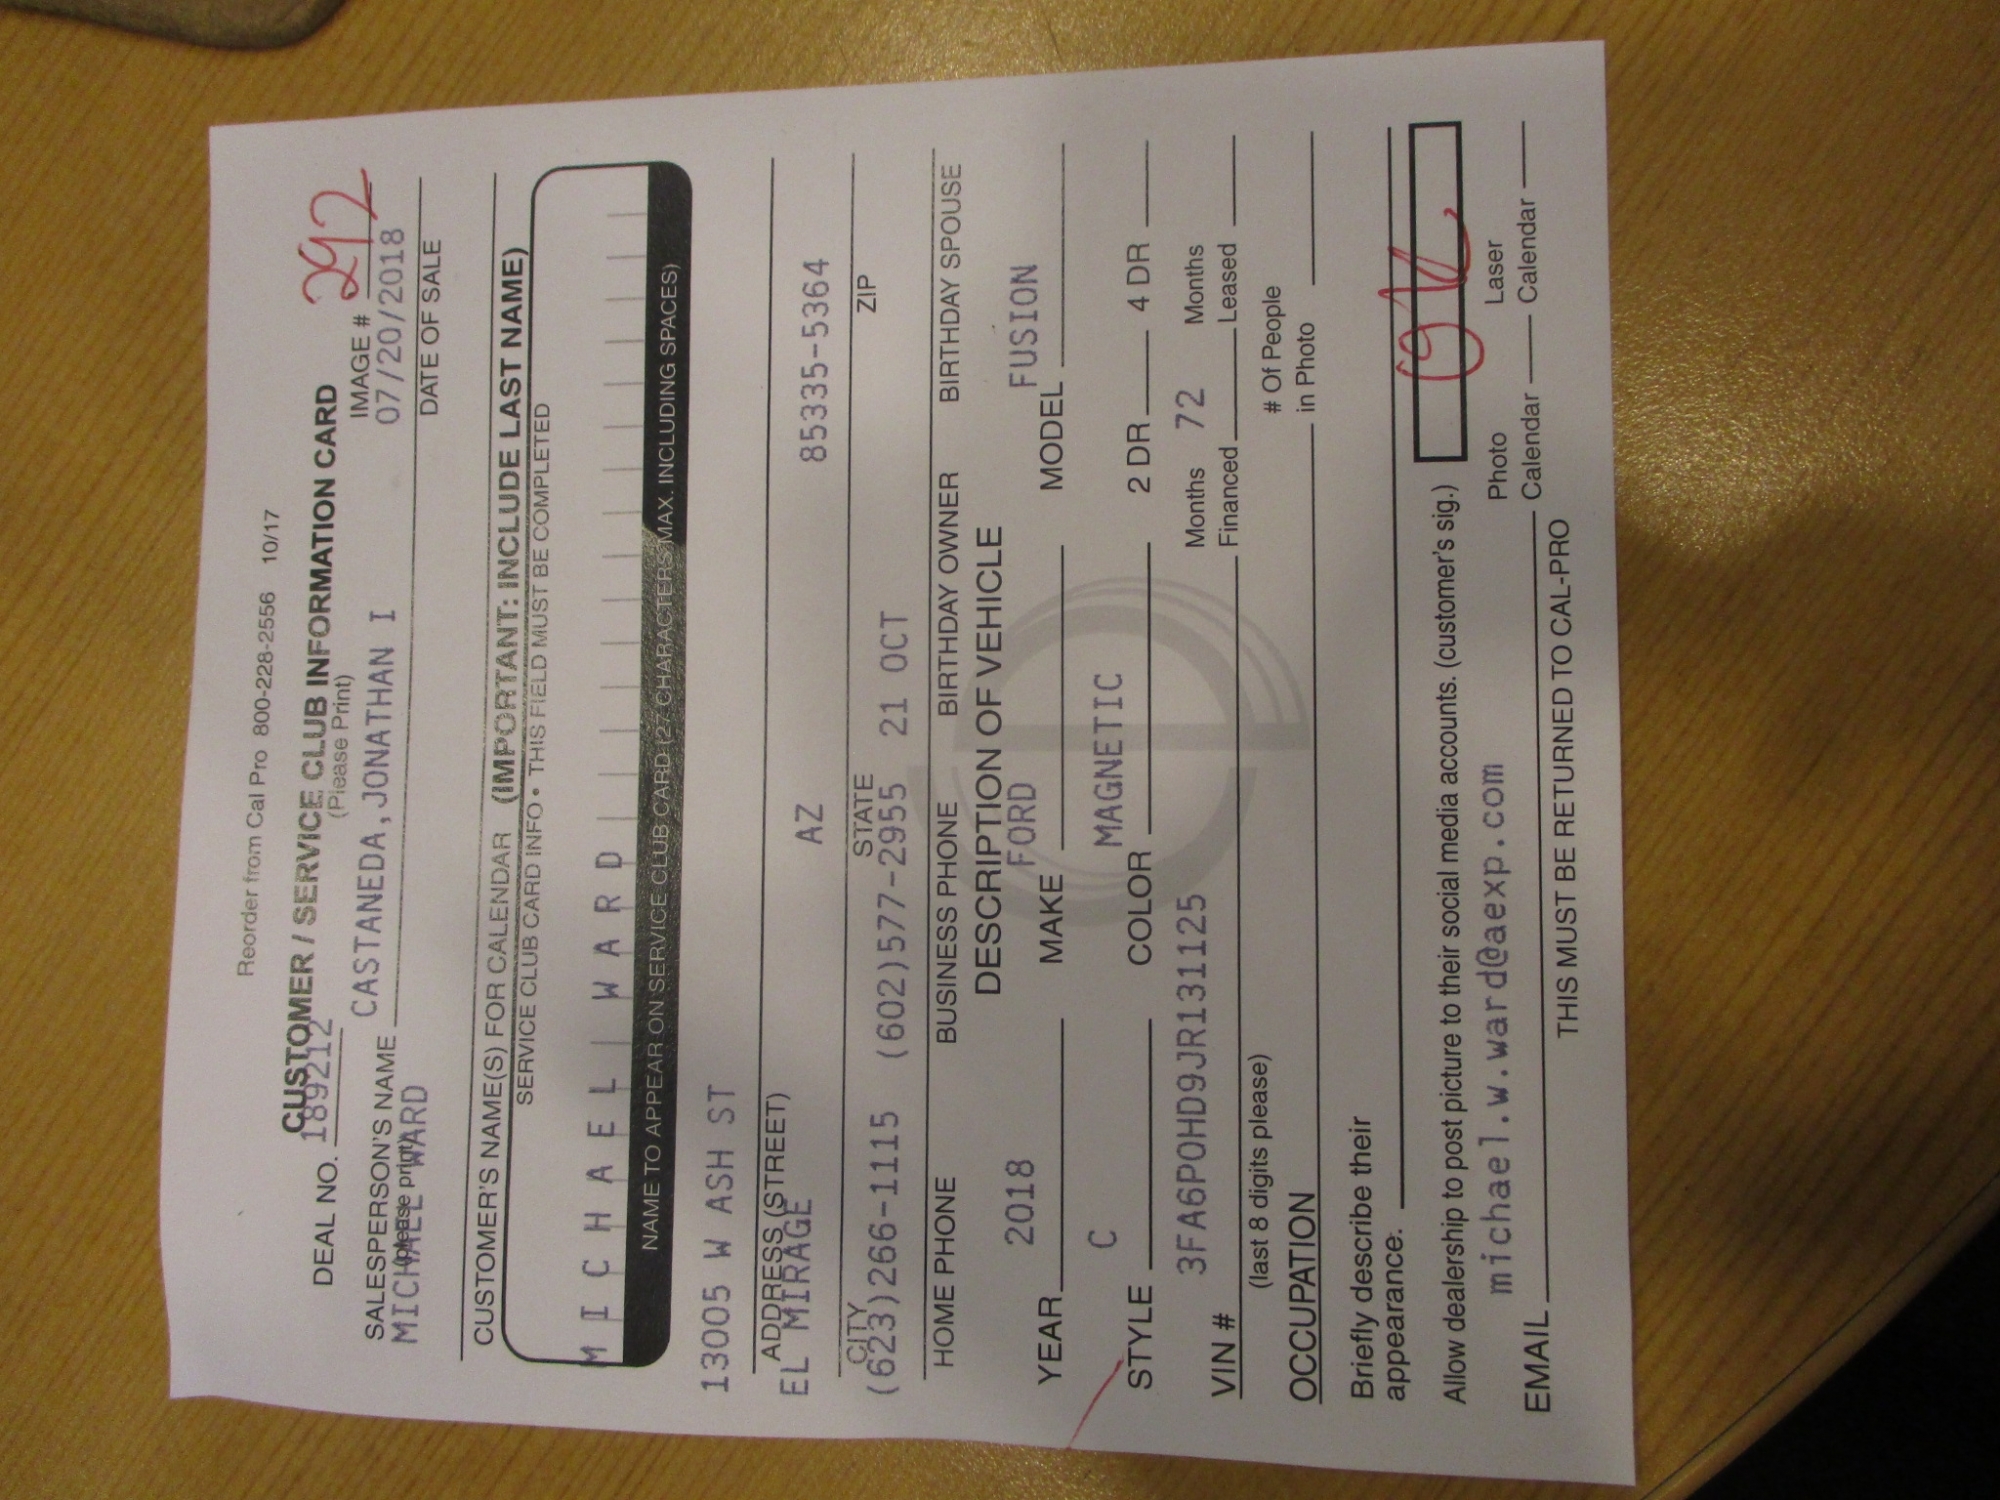 Reorder from Cal Pro 800-228-2556 10/17
CUSTOMER / SERVICE CLUB INFORMATION CARD
(Please Print)
DEAL NO. 189212
IMAGE # 292
SALESPERSON'S NAME CASTANEDA,JONATHAN I 07/20/2018
(please print)
DATE OF SALE
MICHAEL WARD
CUSTOMER'S NAME(S) FOR CALENDAR (IMPORTANT: INCLUDE LAST NAME)
SERVICE CLUB CARD INFO • THIS FIELD MUST BE COMPLETED
M I C H A E L W A R D
NAME TO APPEAR ON SERVICE CLUB CARD (27 CHARACTERS MAX. INCLUDING SPACES)
13005 W ASH ST
ADDRESS (STREET)
EL MIRAGE AZ 85335-5364
CITY STATE ZIP
(623)266-1115 (602)577-2955 21 OCT
HOME PHONE BUSINESS PHONE BIRTHDAY OWNER BIRTHDAY SPOUSE
DESCRIPTION OF VEHICLE
2018 FORD FUSION
YEAR MAKE MODEL
C MAGNETIC
STYLE COLOR 2 DR 4 DR
3FA6P0HD9JR131125 Months 72 Months
VIN # Financed Leased
(last 8 digits please)
# Of People
OCCUPATION in Photo
Briefly describe their
appearance.
Allow dealership to post picture to their social media accounts. (customer's sig.)
michael.w.ward@aexp.com
Photo Laser
EMAIL Calendar Calendar
THIS MUST BE RETURNED TO CAL-PRO